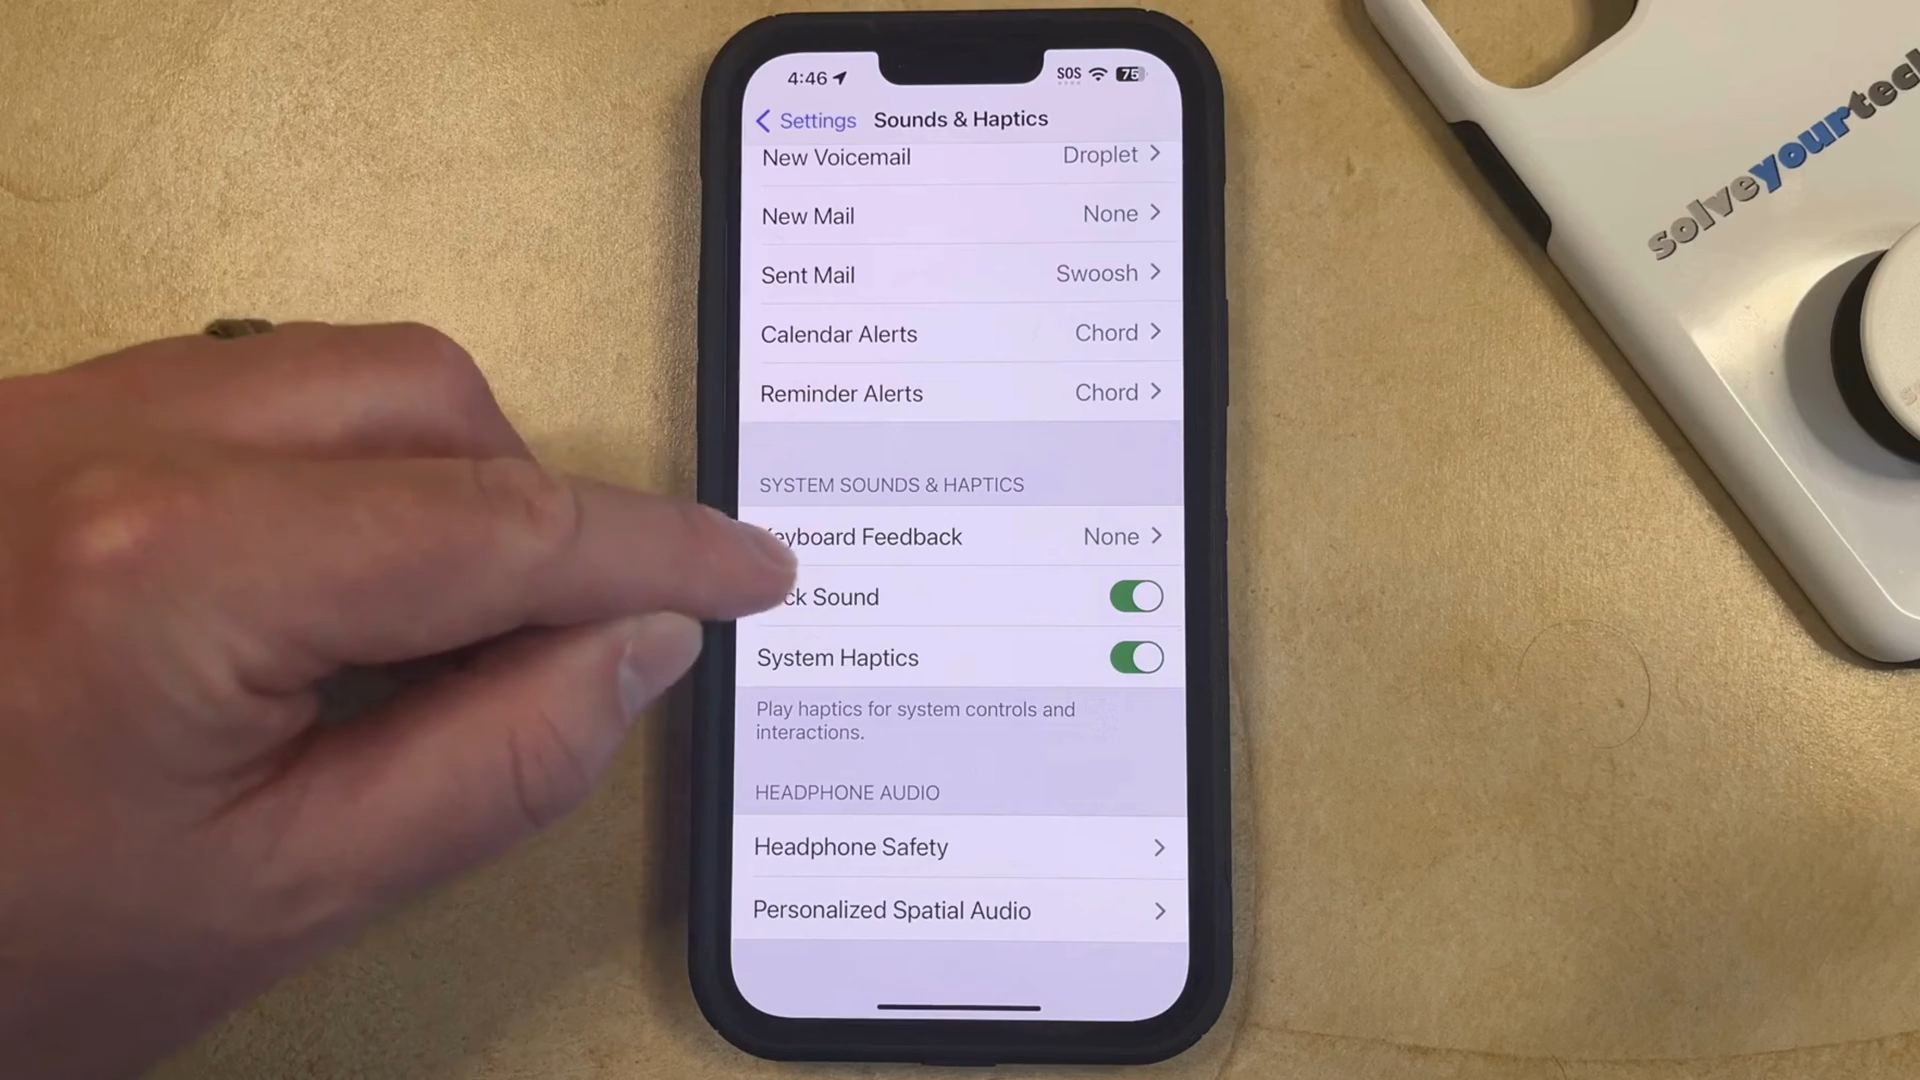 4:46 SOS 75
Settings Sounds & Haptics
New Voicemail Droplet
New Mail None
Sent Mail Swoosh
Calendar Alerts Chord
Reminder Alerts Chord
SYSTEM SOUNDS & HAPTICS
eyboard Feedback None
ck Sound
System Haptics
Play haptics for system controls and
interactions.
HEADPHONE AUDIO
Headphone Safety
Personalized Spatial Audio
solveyourtech